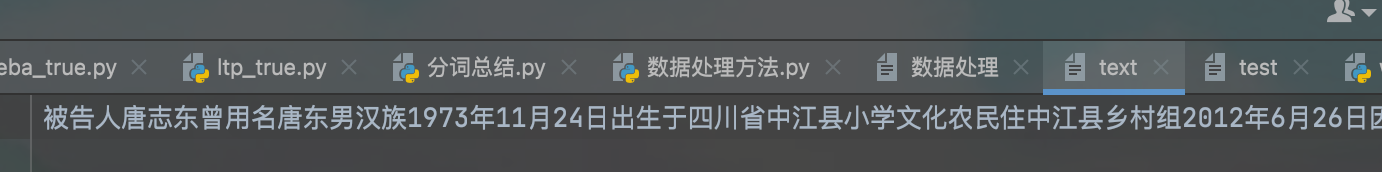 eba_true.py ltp_true.py 分词总结.py 数据处理方法.py 数据处理 text test
被告人唐志东曾用名唐东男汉族1973年11月24日出生于四川省中江县小学文化农民住中江县乡村组2012年6月26日因